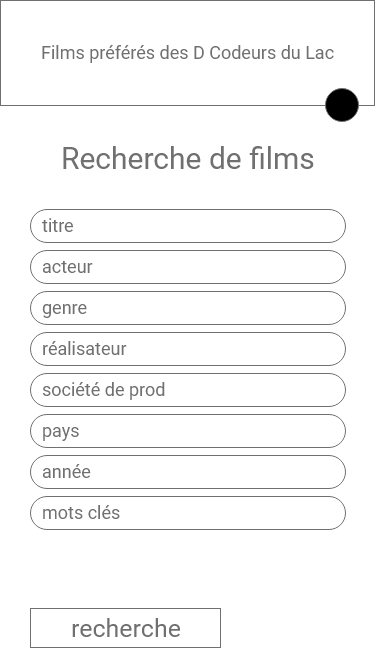 Films préférés des D Codeurs du Lac
Recherche de films
titre
acteur
genre
réalisateur
société de prod
pays
année
mots clés
recherche